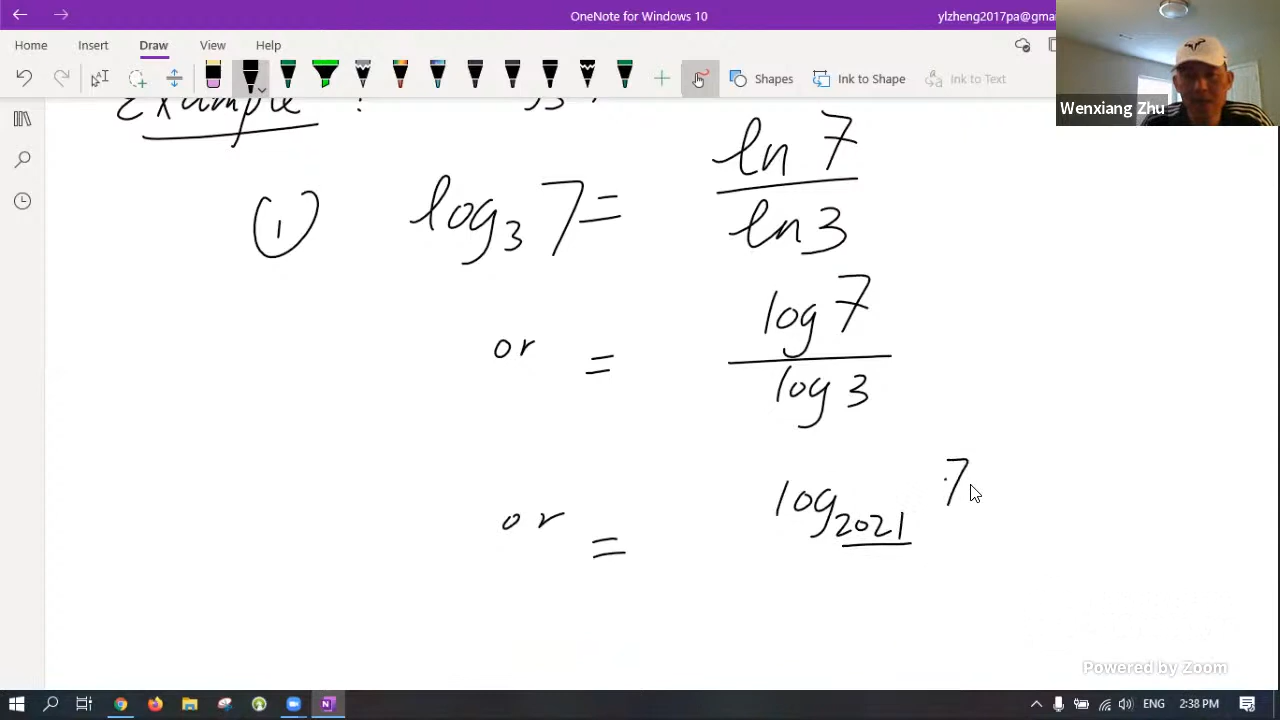 OneNote for Windows 10
ylzheng2017pa@gma
Home Insert Draw View Help
Shapes Ink to Shape Ink to Text
Wenxiang Zhu
Example :
① log₃ 7 = ln 7 / ln 3
or = log 7 / log 3
or = log₂₀₂₁ 7
Powered by Zoom
ENG 2:38 PM